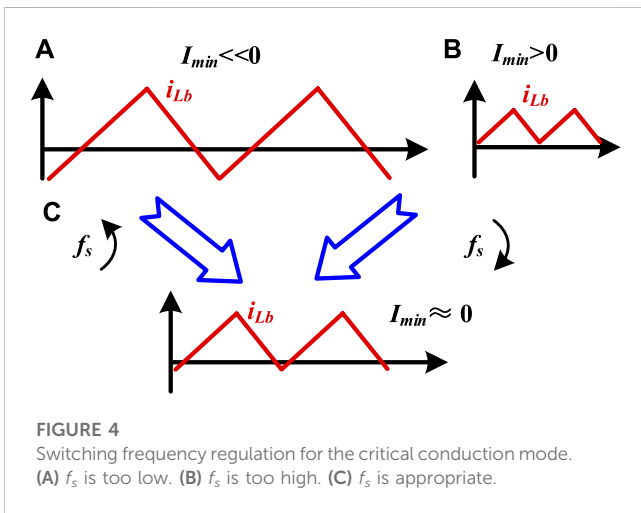 A
I_min<<0
i_Lb
B
I_min>0
i_Lb
C
f_s
f_s
i_Lb
I_min≈ 0
FIGURE 4
Switching frequency regulation for the critical conduction mode.
(A) f_s is too low. (B) f_s is too high. (C) f_s is appropriate.